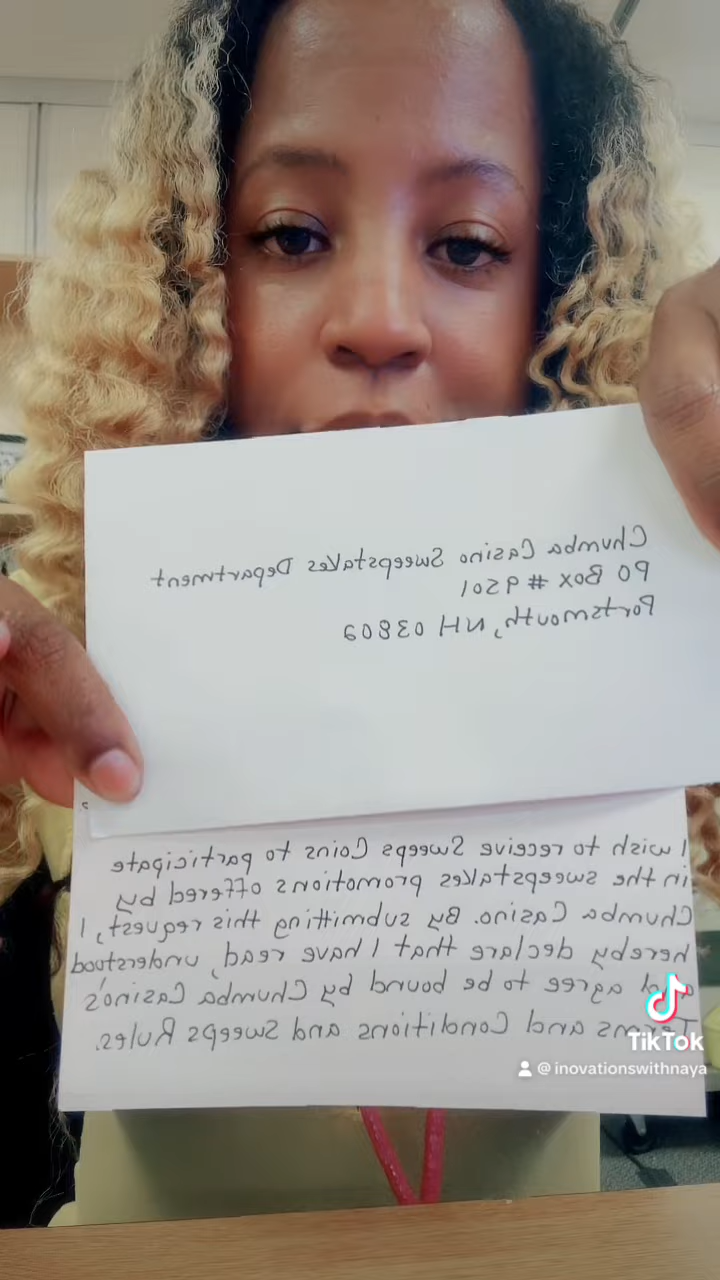 Chumba Casino Sweepstakes Department
PO Box # 9501
Portsmouth, NH 03802
I wish to receive Sweeps Coins to participate
in the sweepstakes promotions offered by
Chumba Casino. By submitting this request, I
hereby declare that I have read, understood
and agree to be bound by Chumba Casino's
Terms and Conditions and Sweeps Rules.
TikTok
@inovationswithnaya